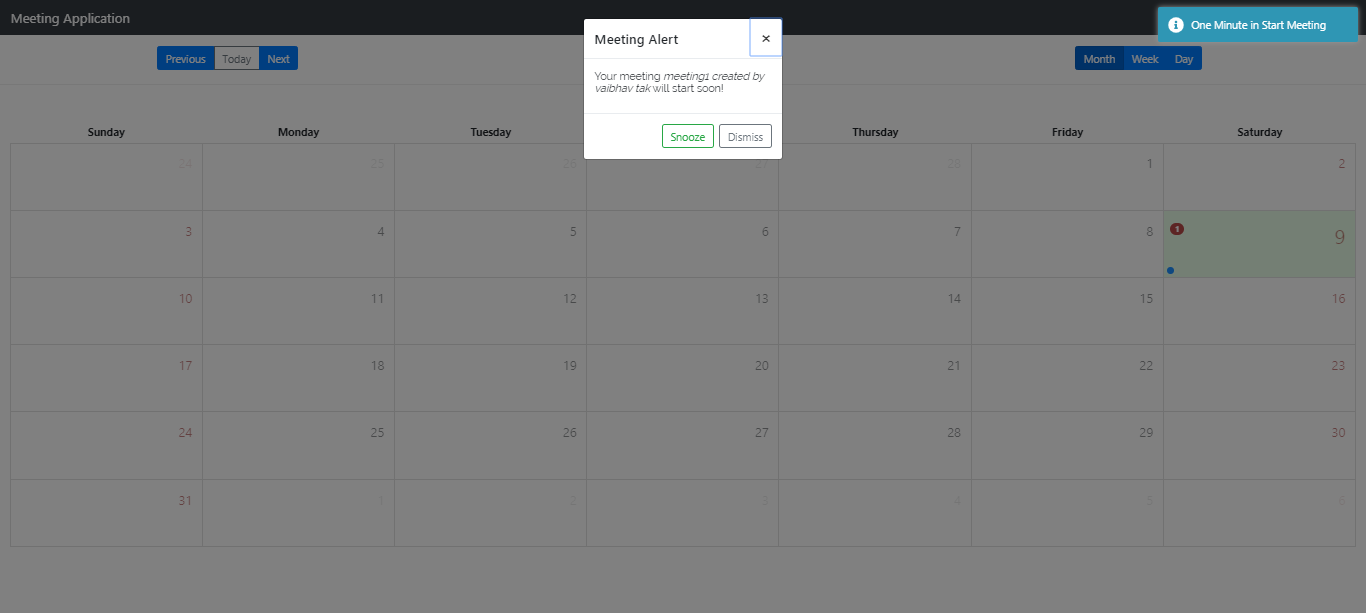 Meeting Application
One Minute in Start Meeting
Meeting Alert ×
Previous Today Next
Month Week Day
Your meeting meeting1 created by
vaibhav tak will start soon!
Snooze Dismiss
Sunday Monday Tuesday Thursday Friday Saturday
24 25 26 27 28 1 2
3 4 5 6 7 8 1 9
10 11 12 13 14 15 16
17 18 19 20 21 22 23
24 25 26 27 28 29 30
31 1 2 3 4 5 6